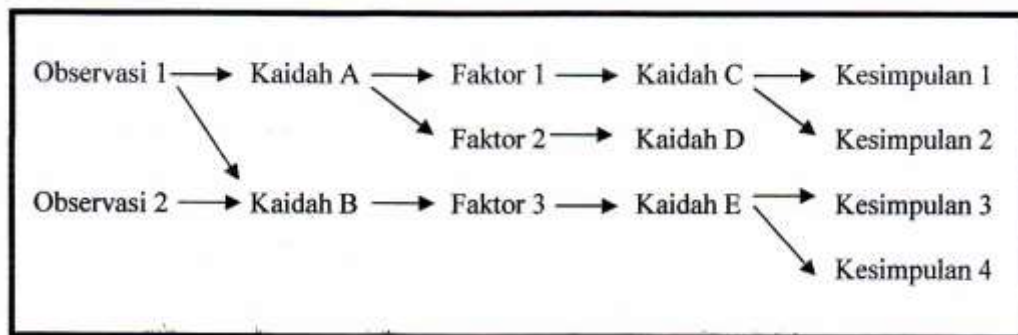 Observasi 1 Kaidah A Faktor 1 Kaidah C Kesimpulan 1
Faktor 2 Kaidah D Kesimpulan 2
Observasi 2 Kaidah B Faktor 3 Kaidah E Kesimpulan 3
Kesimpulan 4